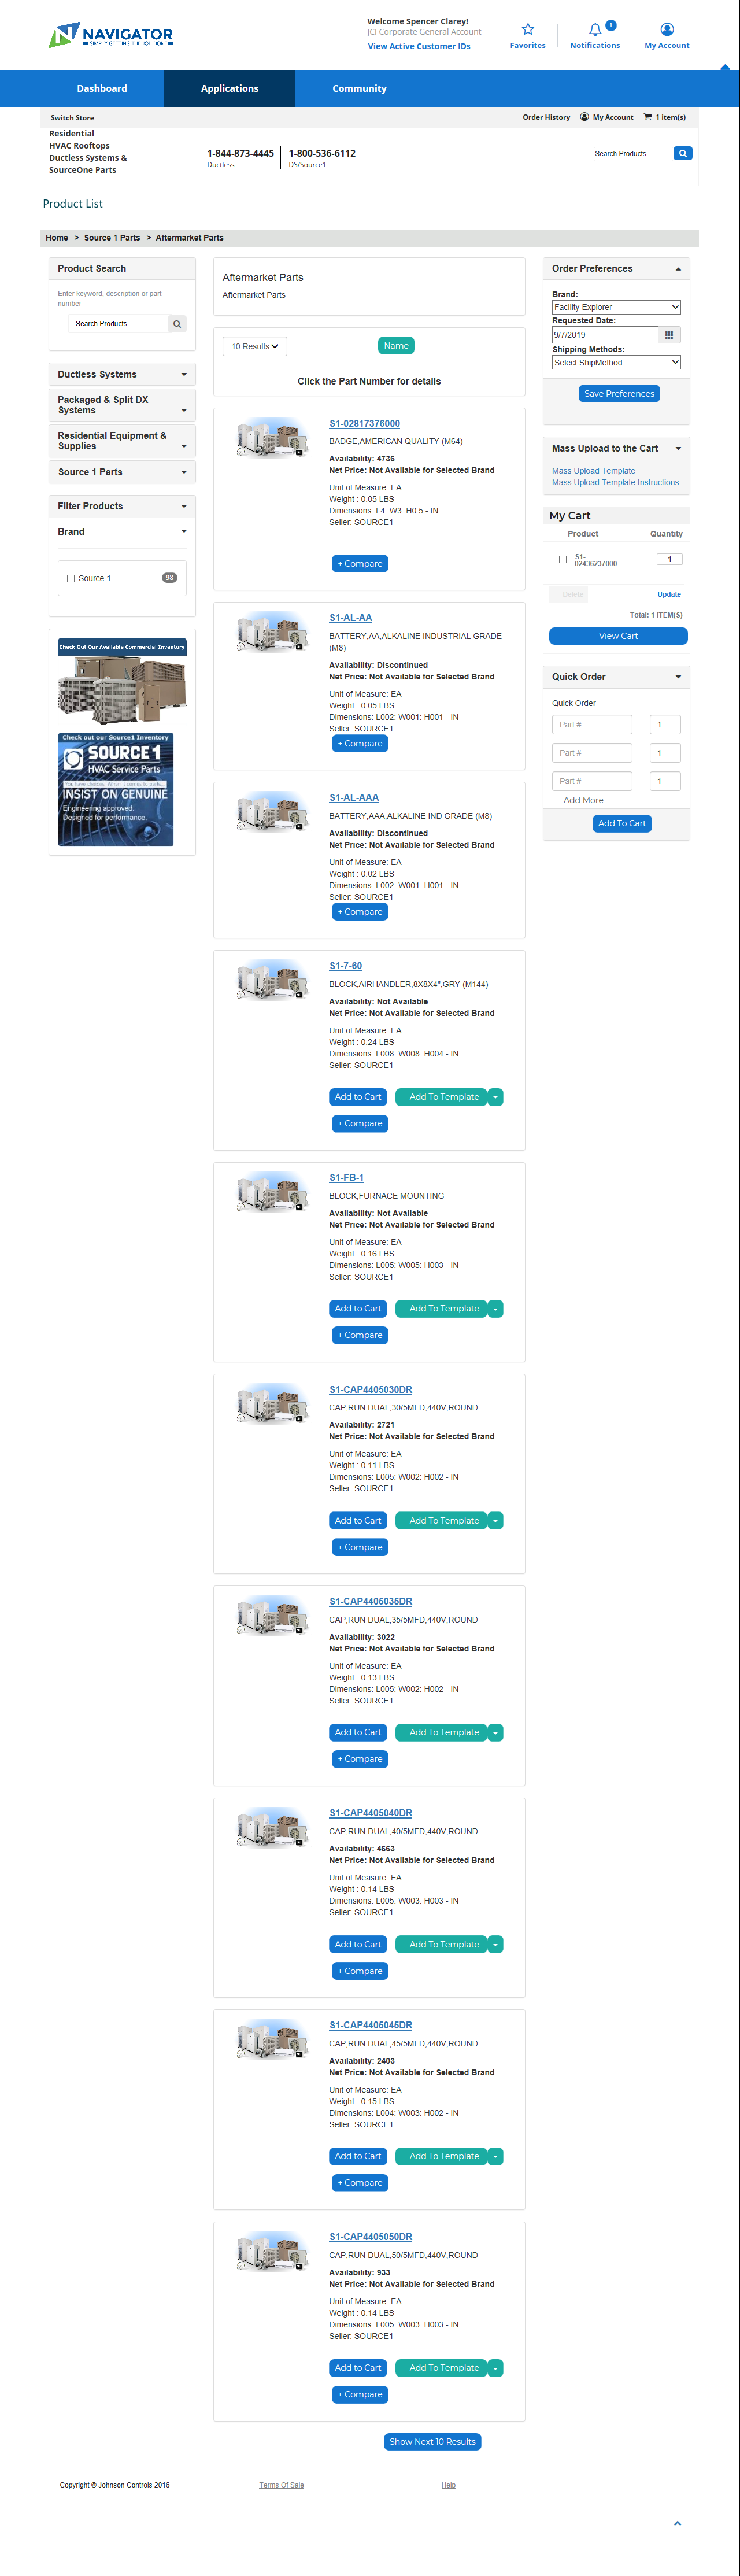 NAVIGATOR
SIMPLY GETTING THE JOB DONE
Welcome Spencer Clarey!
JCI Corporate General Account
View Active Customer IDs
Favorites
1
Notifications
My Account
Dashboard
Applications
Community
Switch Store
Order History
My Account
1 item(s)
Residential
HVAC Rooftops
Ductless Systems &
SourceOne Parts
1-844-873-4445
Ductless
1-800-536-6112
DS/Source1
Search Products
Product List
Home > Source 1 Parts > Aftermarket Parts
Product Search
Enter keyword, description or part
number
Search Products
Ductless Systems
Packaged & Split DX
Systems
Residential Equipment &
Supplies
Source 1 Parts
Filter Products
Brand
Source 1
98
Check Out Our Available Commercial Inventory
Check out our Source1 Inventory
SOURCE1
HVAC Service Parts
You have choices. When it comes to parts,
INSIST ON GENUINE
Engineering approved.
Designed for performance.
Aftermarket Parts
Aftermarket Parts
10 Results
Name
Click the Part Number for details
S1-02817376000
BADGE,AMERICAN QUALITY (M64)
Availability: 4736
Net Price: Not Available for Selected Brand
Unit of Measure: EA
Weight : 0.05 LBS
Dimensions: L4: W3: H0.5 - IN
Seller: SOURCE1
+ Compare
S1-AL-AA
BATTERY,AA,ALKALINE INDUSTRIAL GRADE
(M8)
Availability: Discontinued
Net Price: Not Available for Selected Brand
Unit of Measure: EA
Weight : 0.05 LBS
Dimensions: L002: W001: H001 - IN
Seller: SOURCE1
+ Compare
S1-AL-AAA
BATTERY,AAA,ALKALINE IND GRADE (M8)
Availability: Discontinued
Net Price: Not Available for Selected Brand
Unit of Measure: EA
Weight : 0.02 LBS
Dimensions: L002: W001: H001 - IN
Seller: SOURCE1
+ Compare
S1-7-60
BLOCK,AIRHANDLER,8X8X4",GRY (M144)
Availability: Not Available
Net Price: Not Available for Selected Brand
Unit of Measure: EA
Weight : 0.24 LBS
Dimensions: L008: W008: H004 - IN
Seller: SOURCE1
Add to Cart
Add To Template
+ Compare
S1-FB-1
BLOCK,FURNACE MOUNTING
Availability: Not Available
Net Price: Not Available for Selected Brand
Unit of Measure: EA
Weight : 0.16 LBS
Dimensions: L005: W005: H003 - IN
Seller: SOURCE1
Add to Cart
Add To Template
+ Compare
S1-CAP4405030DR
CAP,RUN DUAL,30/5MFD,440V,ROUND
Availability: 2721
Net Price: Not Available for Selected Brand
Unit of Measure: EA
Weight : 0.11 LBS
Dimensions: L005: W002: H002 - IN
Seller: SOURCE1
Add to Cart
Add To Template
+ Compare
S1-CAP4405035DR
CAP,RUN DUAL,35/5MFD,440V,ROUND
Availability: 3022
Net Price: Not Available for Selected Brand
Unit of Measure: EA
Weight : 0.13 LBS
Dimensions: L005: W002: H002 - IN
Seller: SOURCE1
Add to Cart
Add To Template
+ Compare
S1-CAP4405040DR
CAP,RUN DUAL,40/5MFD,440V,ROUND
Availability: 4663
Net Price: Not Available for Selected Brand
Unit of Measure: EA
Weight : 0.14 LBS
Dimensions: L005: W003: H003 - IN
Seller: SOURCE1
Add to Cart
Add To Template
+ Compare
S1-CAP4405045DR
CAP,RUN DUAL,45/5MFD,440V,ROUND
Availability: 2403
Net Price: Not Available for Selected Brand
Unit of Measure: EA
Weight : 0.15 LBS
Dimensions: L004: W003: H002 - IN
Seller: SOURCE1
Add to Cart
Add To Template
+ Compare
S1-CAP4405050DR
CAP,RUN DUAL,50/5MFD,440V,ROUND
Availability: 933
Net Price: Not Available for Selected Brand
Unit of Measure: EA
Weight : 0.14 LBS
Dimensions: L005: W003: H003 - IN
Seller: SOURCE1
Add to Cart
Add To Template
+ Compare
Show Next 10 Results
Order Preferences
Brand:
Facility Explorer
Requested Date:
9/7/2019
Shipping Methods:
Select ShipMethod
Save Preferences
Mass Upload to the Cart
Mass Upload Template
Mass Upload Template Instructions
My Cart
Product
Quantity
S1-
02436237000
1
Delete
Update
Total: 1 ITEM(S)
View Cart
Quick Order
Quick Order
Part #
1
Part #
1
Part #
1
Add More
Add To Cart
Copyright © Johnson Controls 2016
Terms Of Sale
Help